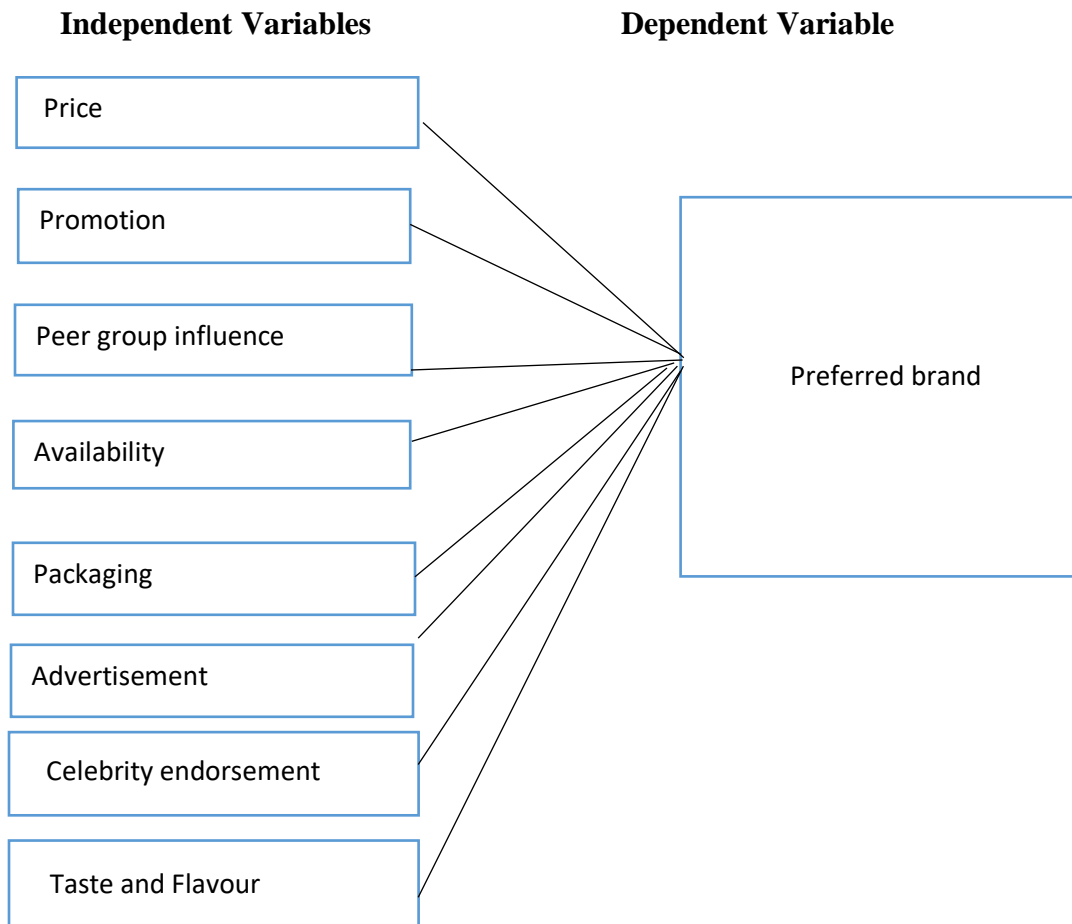 Independent Variables
Dependent Variable
Price
Promotion
Peer group influence
Availability
Packaging
Advertisement
Celebrity endorsement
Taste and Flavour
Preferred brand